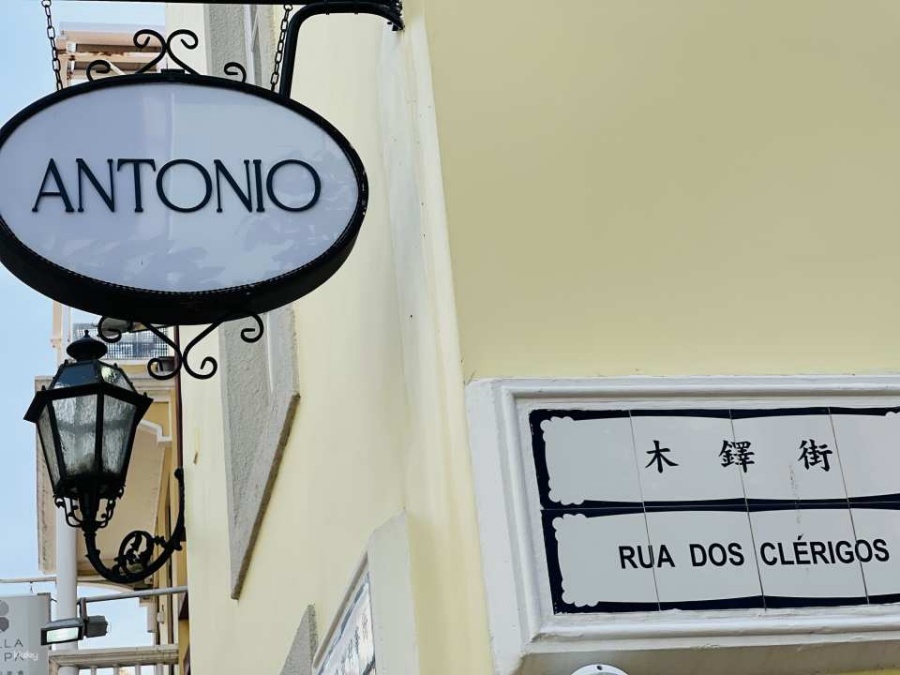 ANTONIO
木鐸街
RUA DOS CLÉRIGOS